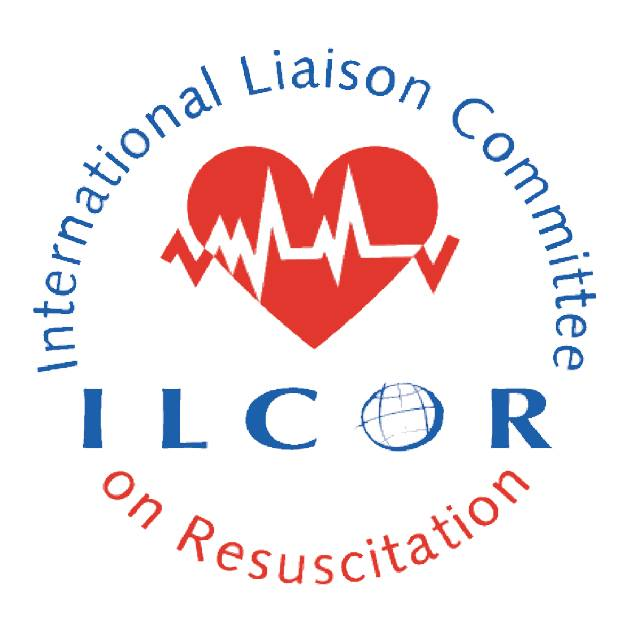 International Liaison Committee
ILCOR
on Resuscitation